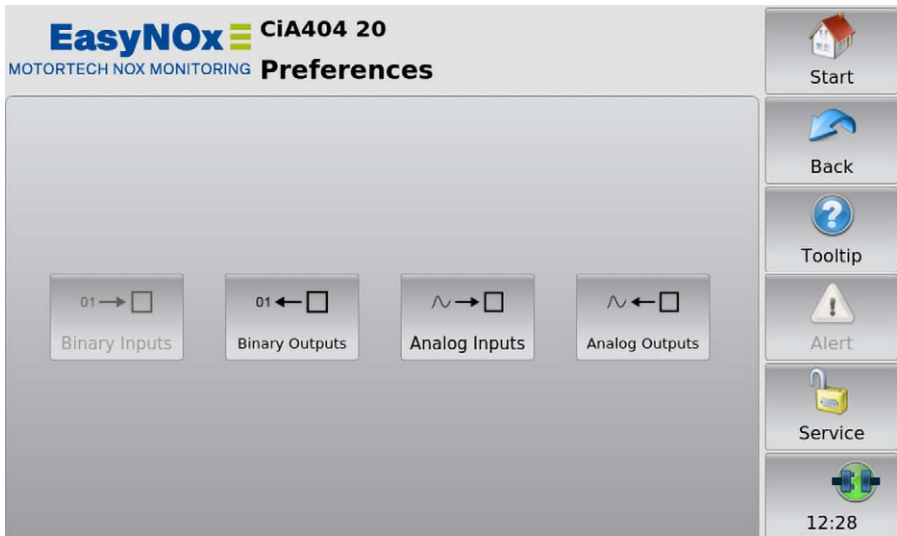 EasyNOx
MOTORTECH NOX MONITORING
CiA404 20
Preferences
01
Binary Inputs
01
Binary Outputs
Analog Inputs
Analog Outputs
Start
Back
Tooltip
Alert
Service
12:28